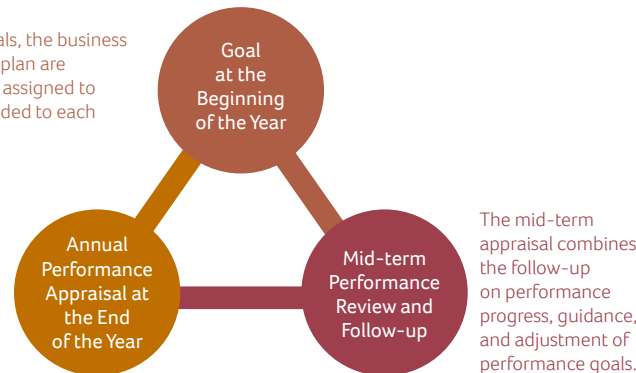 als, the business
plan are
assigned to
ded to each
Goal
at the
Beginning
of the Year
Annual
Performance
Appraisal at
the End
of the Year
Mid-term
Performance
Review and
Follow-up
The mid-term
appraisal combines
the follow-up
on performance
progress, guidance,
and adjustment of
performance goals.